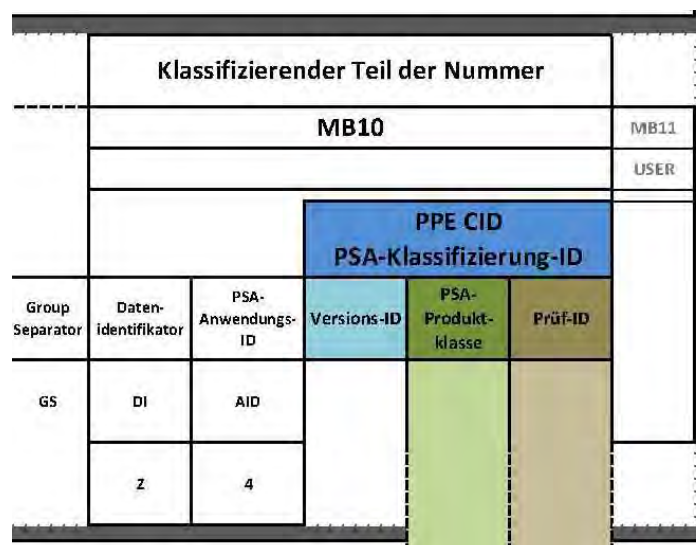 Klassifizierender Teil der Nummer
MB10
MB11
USER
PPE CID
PSA-Klassifizierung-ID
Group
Separator
Daten-
identifikator
PSA-
Anwendungs-
ID
Versions-ID
PSA-
Produkt-
klasse
Prüf-ID
GS
DI
AID
Z
4